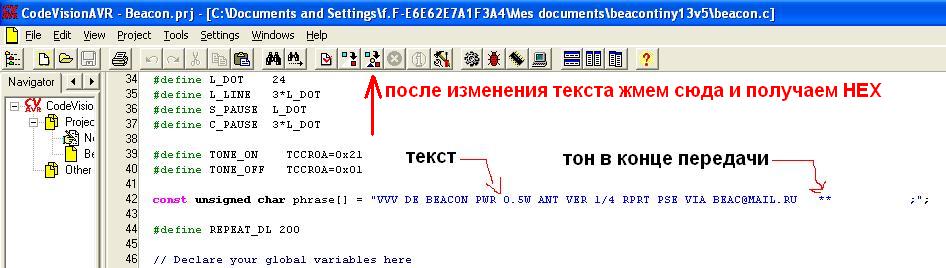 CodeVisionAVR - Beacon.prj - [C:\Documents and Settings\f.F-E6E62E7A1F3A4\Mes documents\beacontiny13v5\beacon.c]
File Edit View Project Tools Settings Windows Help
Navigator
34 #define L_DOT 24
35 #define L_LINE 3*L_DOT
36 #define S_PAUSE L_DOT
37 #define C_PAUSE 3*L_DOT
38
после изменения текста жмем сюда и получаем HEX
39 #define TONE_ON TCCR0A=0x21
40 #define TONE_OFF TCCR0A=0x01
текст
тон в конце передачи
41
42 const unsigned char phrase[] = "VVV DE BEACON PWR 0.5W ANT VER 1/4 RPRT PSE VIA BEAC@MAIL.RU ** ;";
43
44 #define REPEAT_DL 200
45
46 // Declare your global variables here
CodeVision
Projec
No
Be
Other